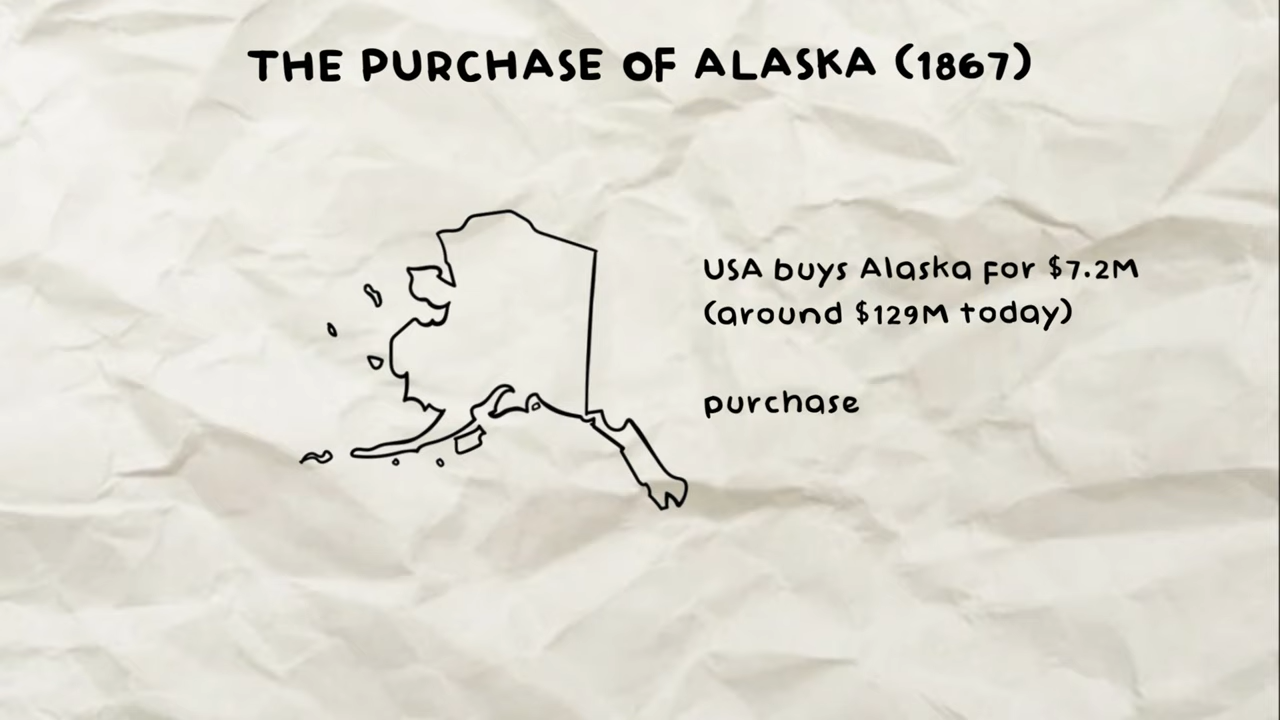 THE PURCHASE OF ALASKA (1867)
USA buys Alaska for $7.2M
(around $129M today)
purchase